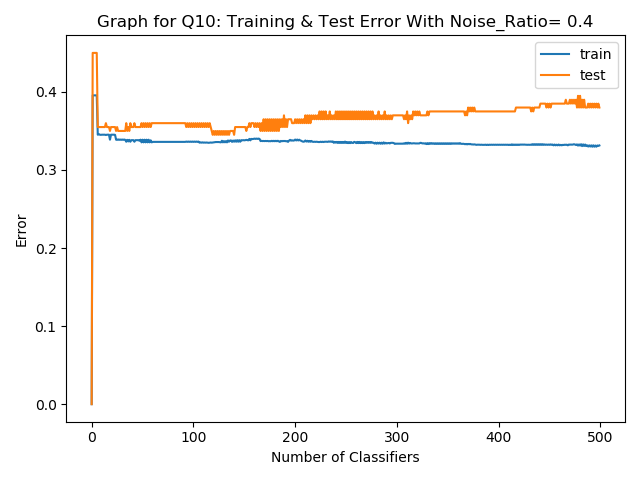 Graph for Q10: Training & Test Error With Noise_Ratio= 0.4
train
test
0.4
0.3
0.2
0.1
0.0
Error
0 100 200 300 400 500
Number of Classifiers